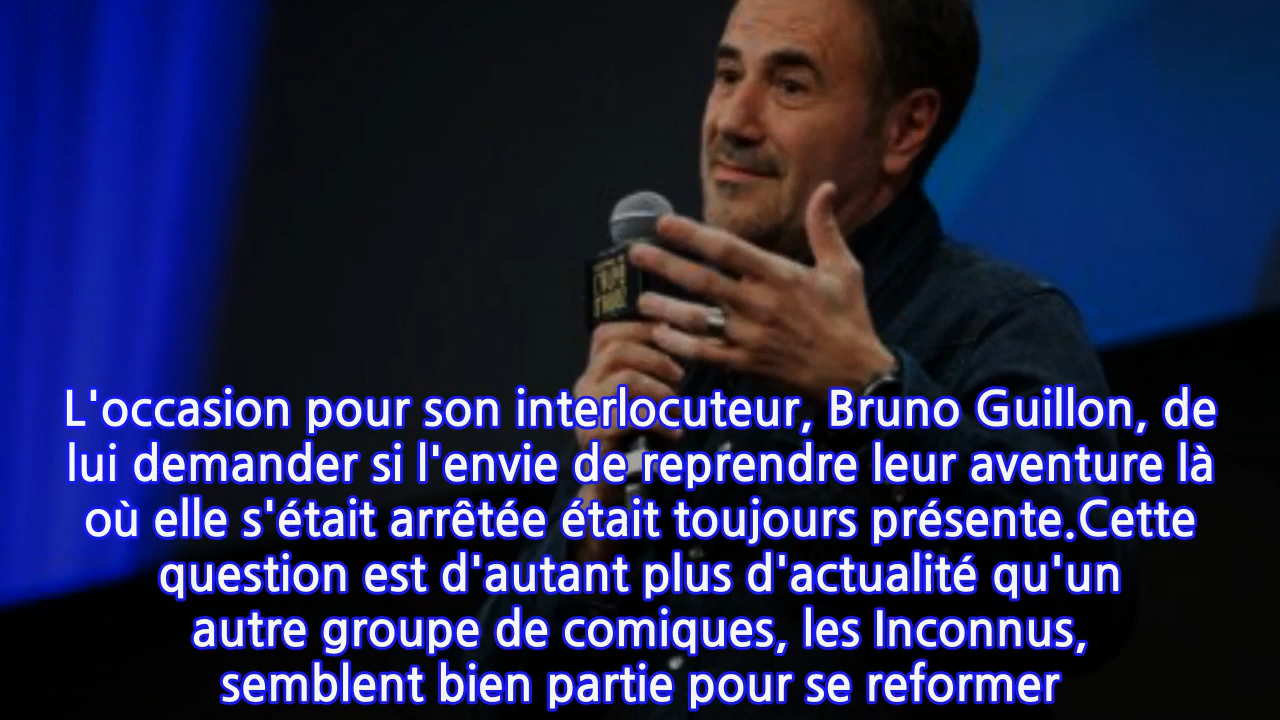 L'occasion pour son interlocuteur, Bruno Guillon, de
lui demander si l'envie de reprendre leur aventure là
où elle s'était arrêtée était toujours présente.Cette
question est d'autant plus d'actualité qu'un
autre groupe de comiques, les Inconnus,
semblent bien partie pour se reformer